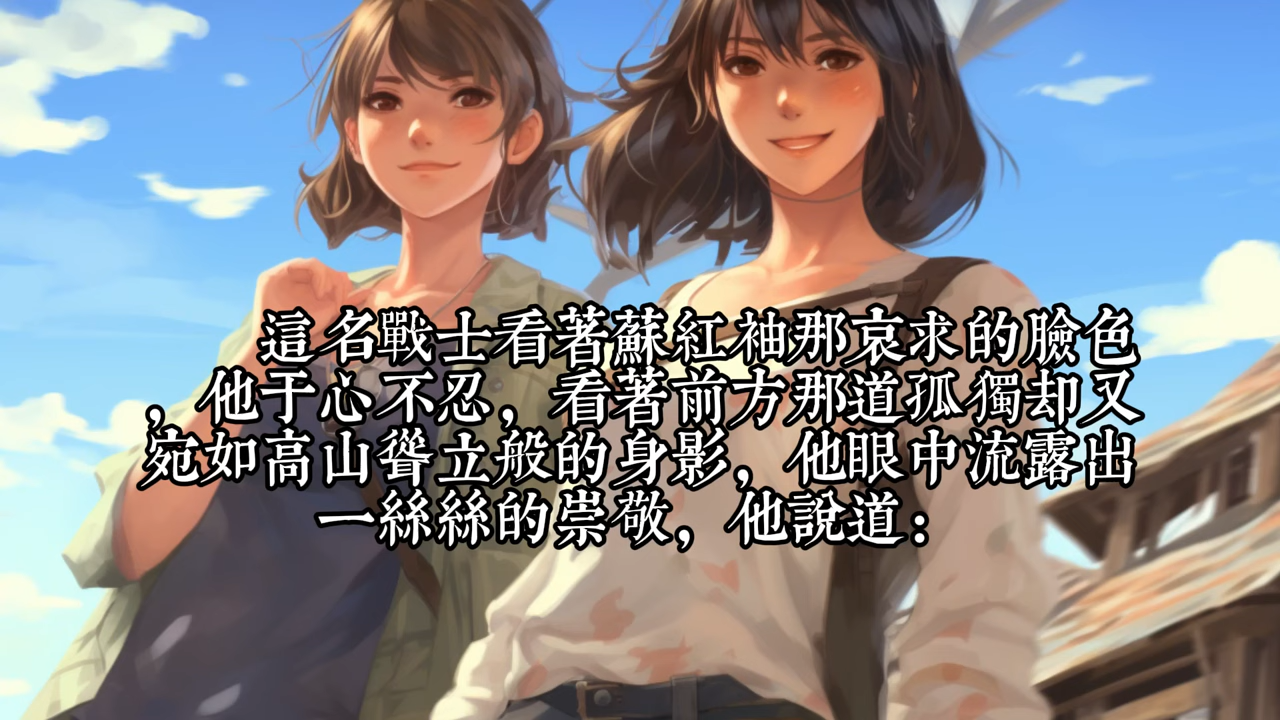 這名戰士看著蘇紅袖那哀求的臉色
，他于心不忍，看著前方那道孤獨却又
宛如高山聳立般的身影，他眼中流露出
一絲絲的崇敬，他說道：